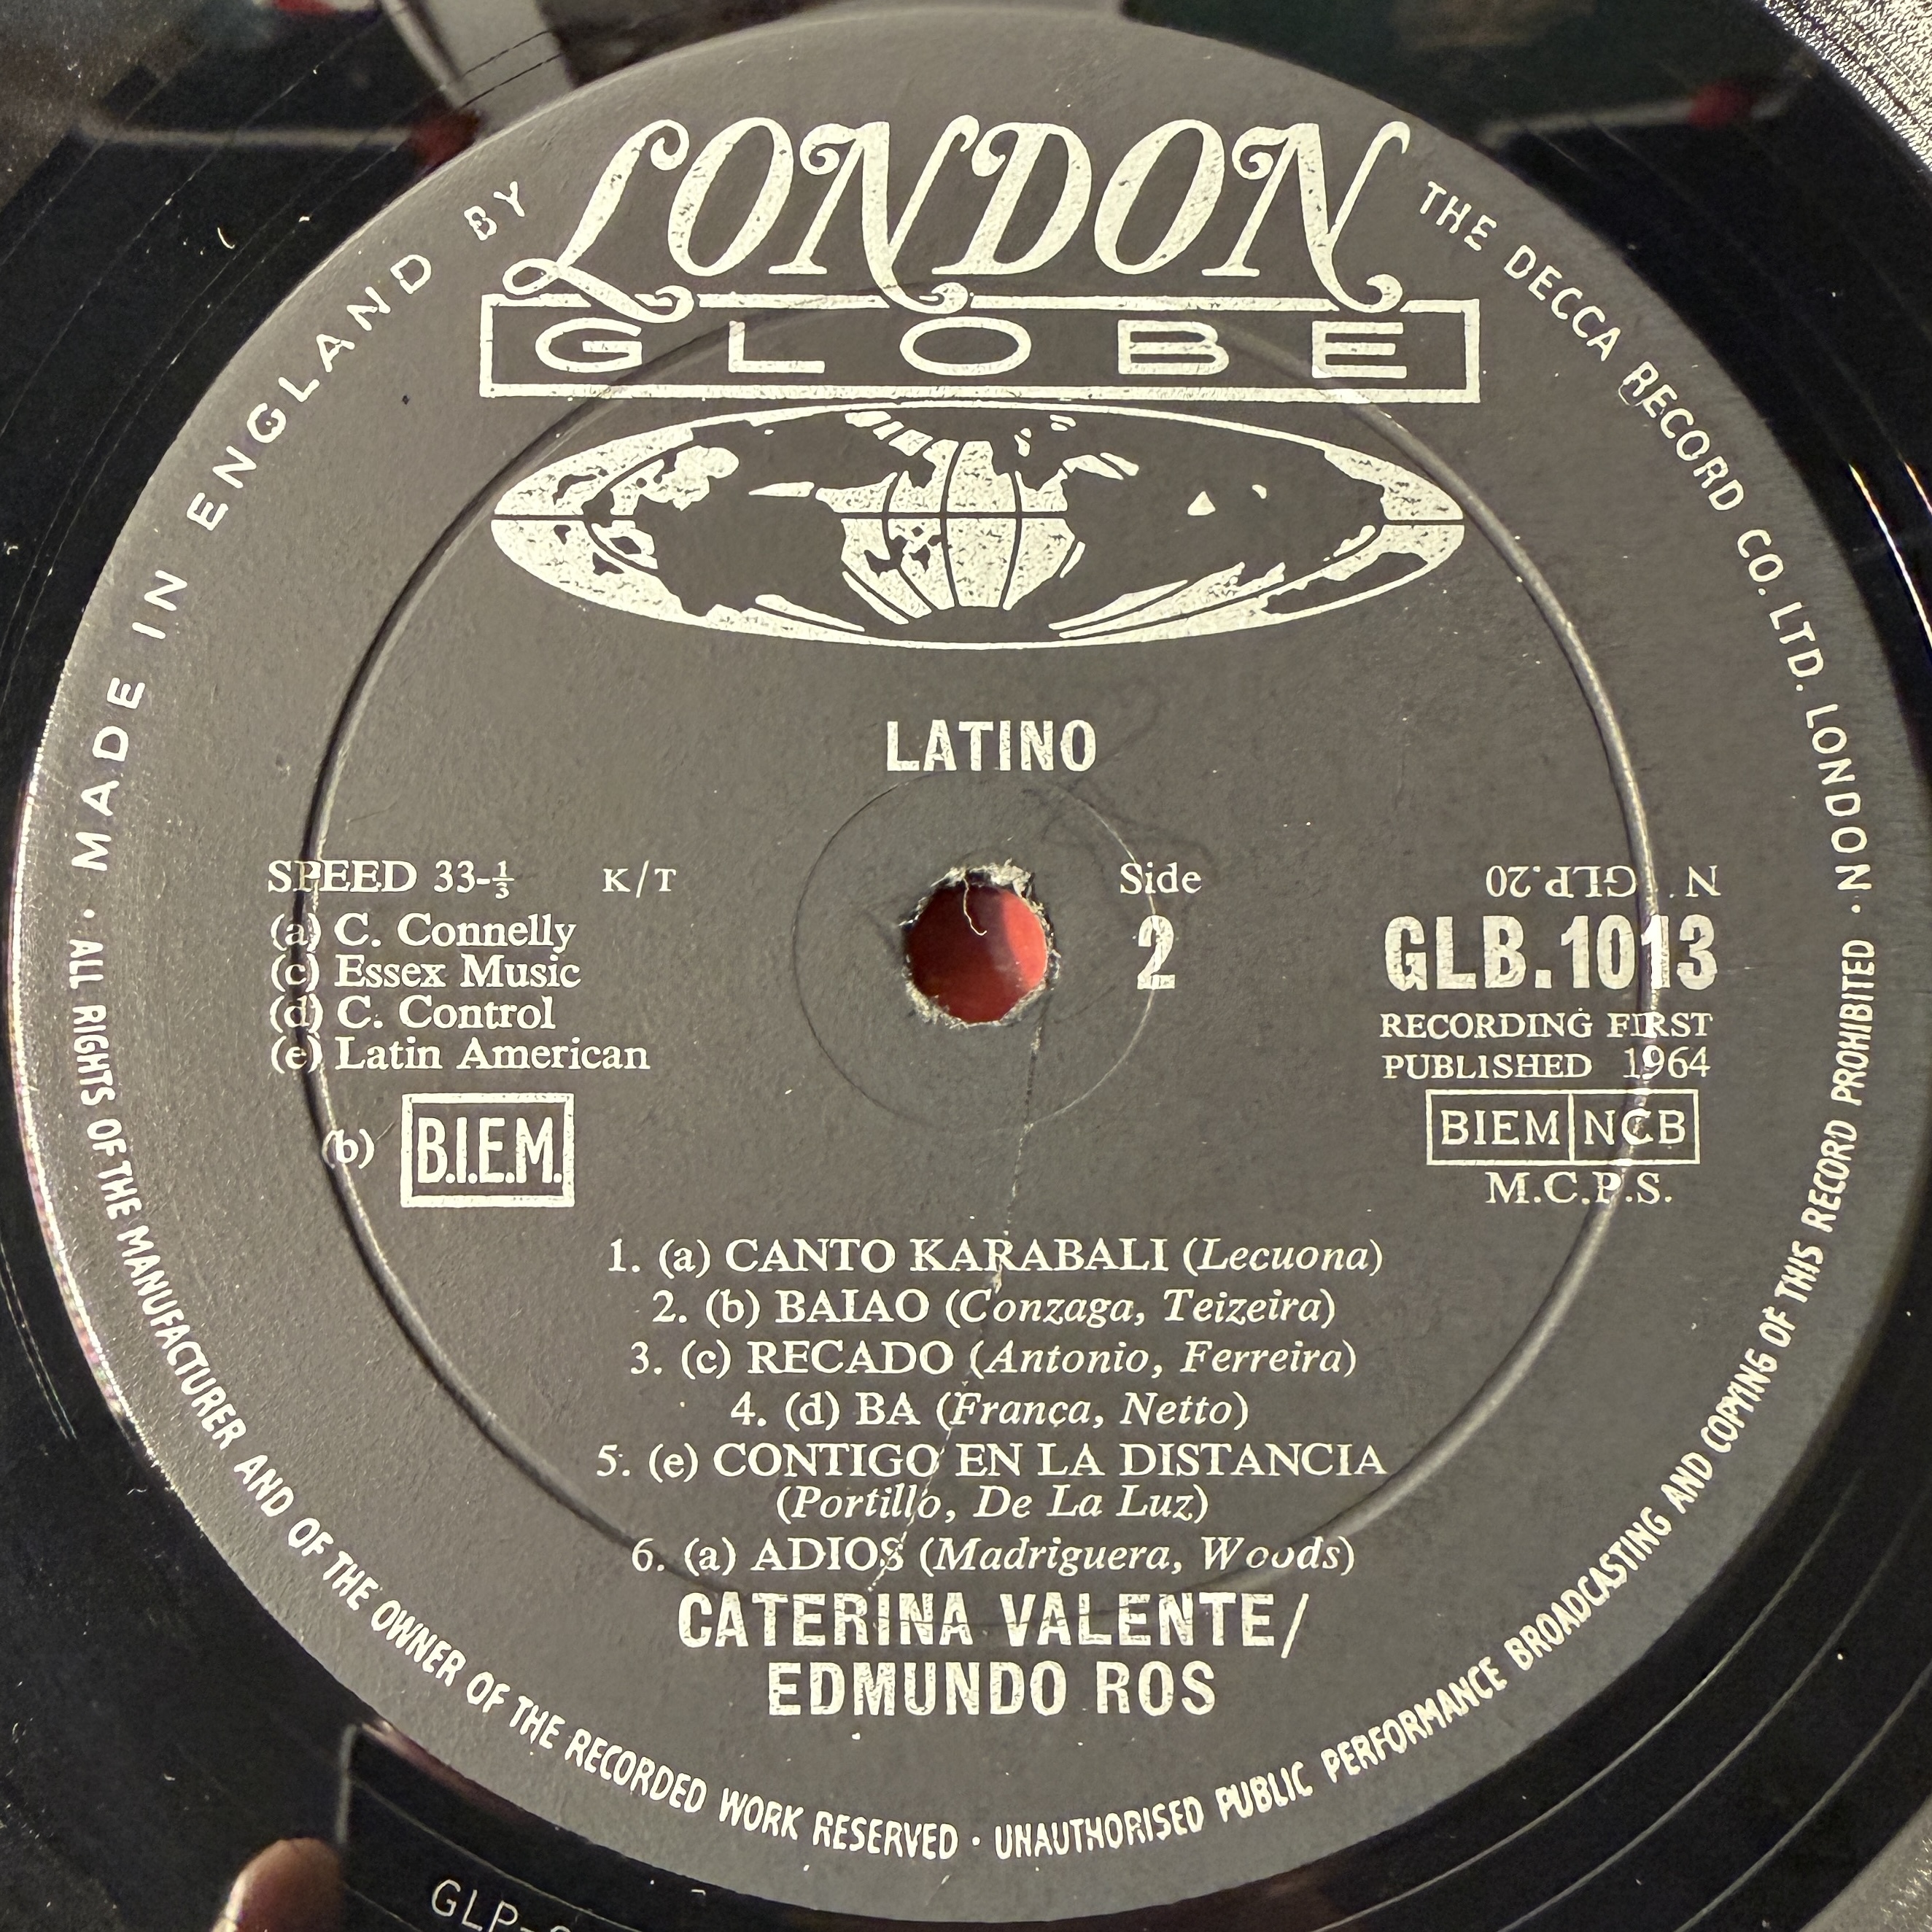 LONDON
GLOBE
MADE IN ENGLAND BY
THE DECCA RECORD CO. LTD. LONDON
LATINO
SPEED 33-⅓ K/T
(a) C. Connelly
(c) Essex Music
(d) C. Control
(e) Latin American
(b) B.I.E.M.
Side
2
N GLP.20
GLB.1013
RECORDING FIRST
PUBLISHED 1964
BIEM NCB
M.C.P.S.
1. (a) CANTO KARABALI (Lecuona)
2. (b) BAIAO (Conzaga, Teizeira)
3. (c) RECADO (Antonio, Ferreira)
4. (d) BA (França, Netto)
5. (e) CONTIGO EN LA DISTANCIA
(Portillo, De La Luz)
6. (a) ADIOS (Madriguera, Woods)
CATERINA VALENTE/
EDMUNDO ROS
· ALL RIGHTS OF THE MANUFACTURER AND OF THE OWNER OF THE RECORDED WORK RESERVED · UNAUTHORISED PUBLIC PERFORMANCE BROADCASTING AND COPYING OF THIS RECORD PROHIBITED ·